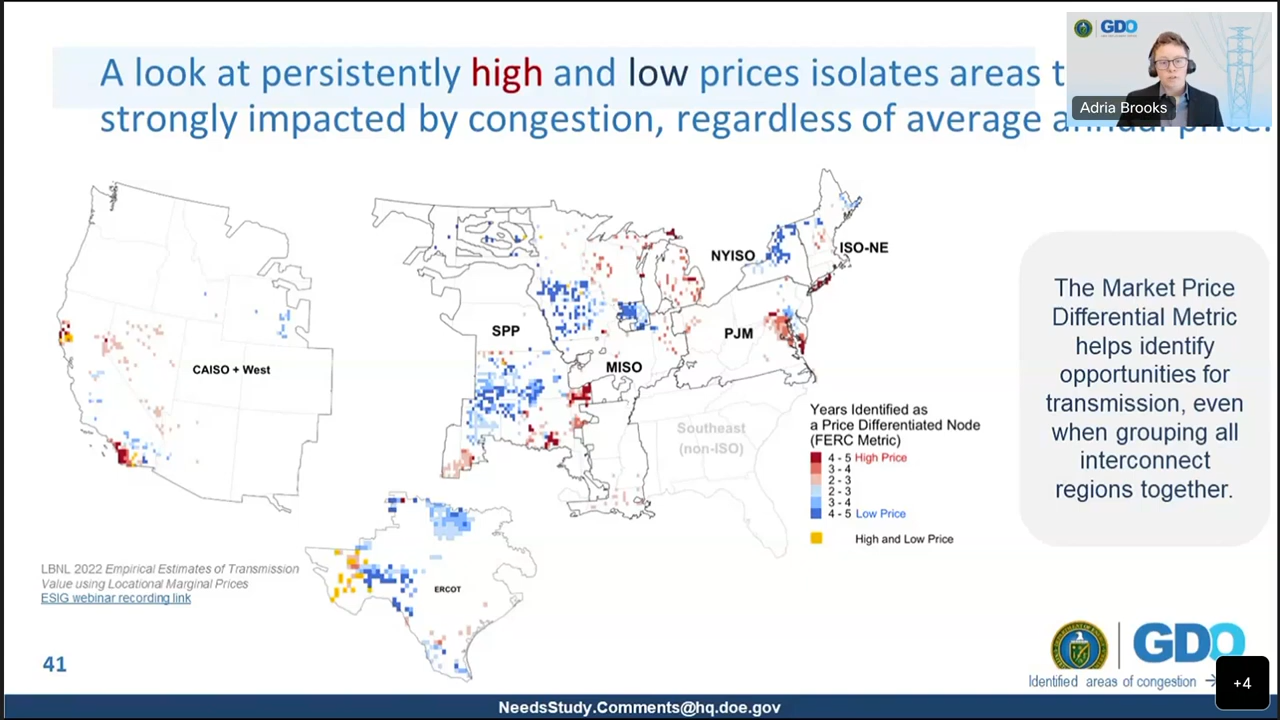 A look at persistently high and low prices isolates areas
strongly impacted by congestion, regardless of average annual price.
GDO
Adria Brooks
NYISO
ISO-NE
SPP
PJM
MISO
CAISO + West
Southeast
(non-ISO)
ERCOT
Years Identified as
a Price Differentiated Node
(FERC Metric)
4 - 5 High Price
3 - 4
2 - 3
2 - 3
3 - 4
4 - 5 Low Price
High and Low Price
The Market Price
Differential Metric
helps identify
opportunities for
transmission, even
when grouping all
interconnect
regions together.
LBNL 2022 Empirical Estimates of Transmission
Value using Locational Marginal Prices
ESIG webinar recording link
41
GDO
Identified areas of congestion →
+4
NeedsStudy.Comments@hq.doe.gov